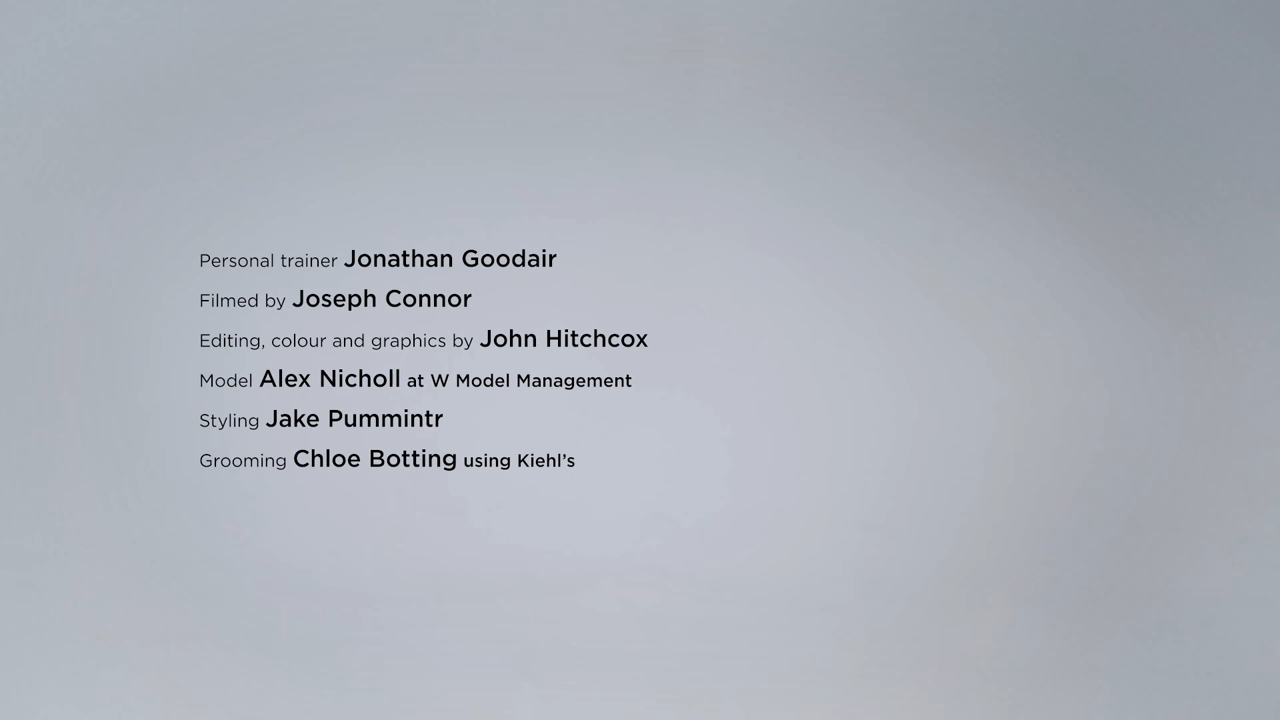 Personal trainer Jonathan Goodair
Filmed by Joseph Connor
Editing, colour and graphics by John Hitchcox
Model Alex Nicholl at W Model Management
Styling Jake Pummintr
Grooming Chloe Botting using Kiehl’s